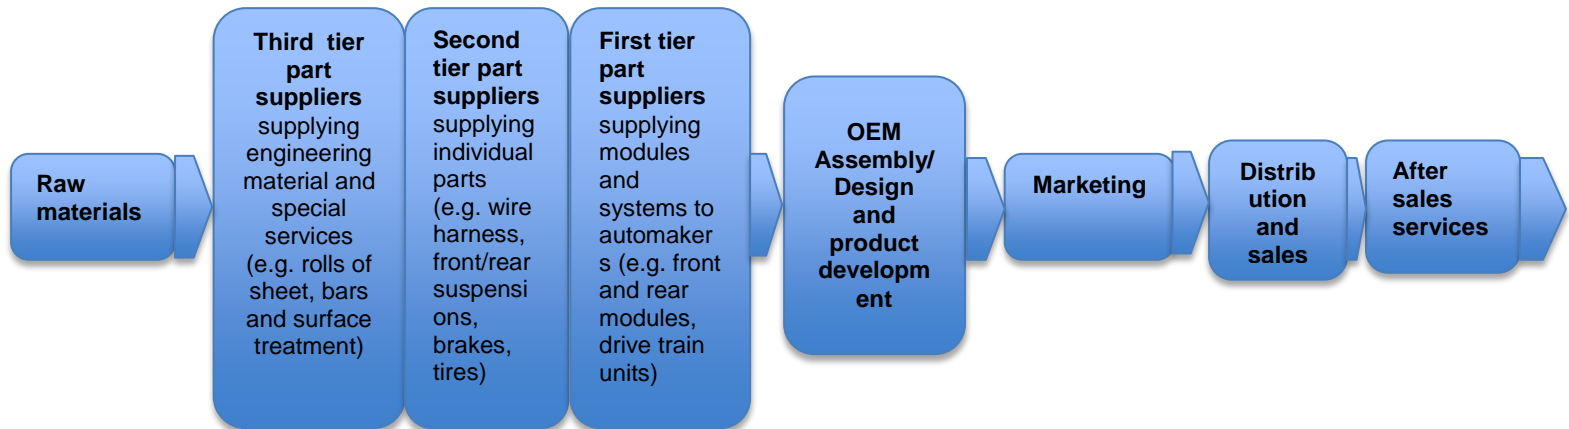 Raw
materials
Third tier
part
suppliers
supplying
engineering
material and
special
services
(e.g. rolls of
sheet, bars
and surface
treatment)
Second
tier part
suppliers
supplying
individual
parts
(e.g. wire
harness,
front/rear
suspensi
ons,
brakes,
tires)
First tier
part
suppliers
supplying
modules
and
systems to
automaker
s (e.g. front
and rear
modules,
drive train
units)
OEM
Assembly/
Design
and
product
developm
ent
Marketing
Distrib
ution
and
sales
After
sales
services